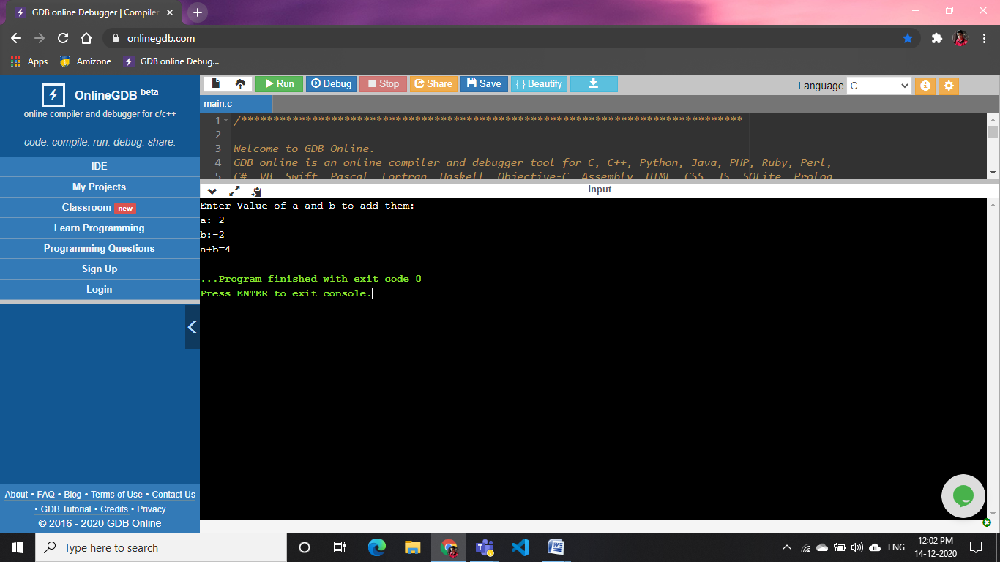 GDB online Debugger | Compiler
onlinegdb.com
Apps
Amizone
GDB online Debug...
OnlineGDB beta
online compiler and debugger for c/c++
code. compile. run. debug. share.
IDE
My Projects
Classroom new
Learn Programming
Programming Questions
Sign Up
Login
About • FAQ • Blog • Terms of Use • Contact Us
• GDB Tutorial • Credits • Privacy
© 2016 - 2020 GDB Online
Run
Debug
Stop
Share
Save
{ } Beautify
Language C
main.c
1 /******************************************************************************
2
3 Welcome to GDB Online.
4 GDB online is an online compiler and debugger tool for C, C++, Python, Java, PHP, Ruby, Perl,
5 C#, VB, Swift, Pascal, Fortran, Haskell, Objective-C, Assembly, HTML, CSS, JS, SQLite, Prolog.
input
Enter Value of a and b to add them:
a:-2
b:-2
a+b=4
...Program finished with exit code 0
Press ENTER to exit console.
Type here to search
ENG
12:02 PM
14-12-2020